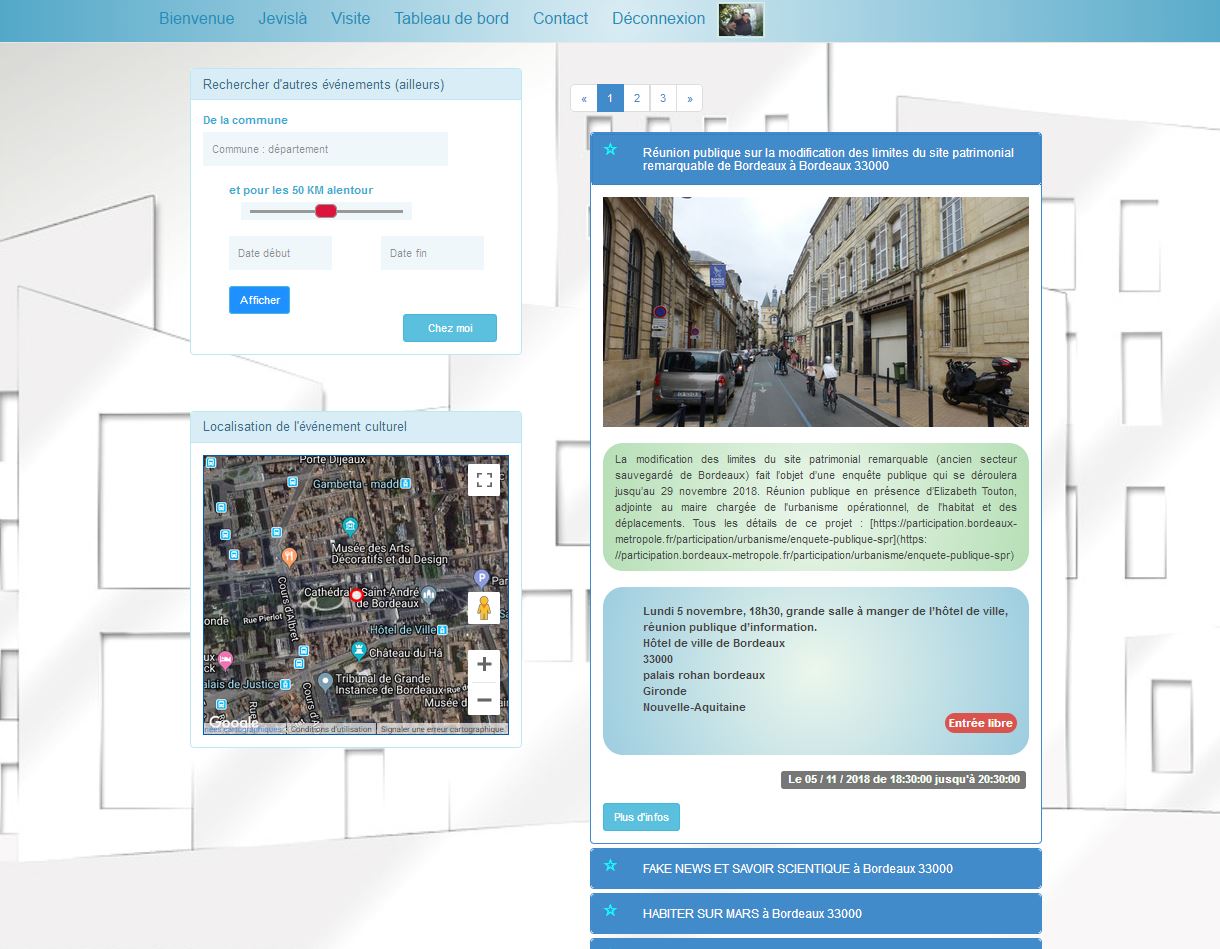 Bienvenue Jevislà Visite Tableau de bord Contact Déconnexion
Rechercher d'autres événements (ailleurs)
De la commune
Commune : département
et pour les 50 KM alentour
Date début Date fin
Afficher
Chez moi
Localisation de l'événement culturel
Porte Dijeaux
Gambetta - madd
Musée des Arts
Décoratifs et du Design
Par
Cours d'Albret
Cathédrale Saint-André
de Bordeaux
onde
Rue Pierlot
Hôtel de Ville
Château du Hâ
ux
ck
alais de Justice
Tribunal de Grande
Instance de Bordeaux
Rue
Cours d'A
Musée d
Google
nées cartographiques Conditions d'utilisation Signaler une erreur cartographique
« 1 2 3 »
Réunion publique sur la modification des limites du site patrimonial
remarquable de Bordeaux à Bordeaux 33000
La modification des limites du site patrimonial remarquable (ancien secteur
sauvegardé de Bordeaux) fait l'objet d'une enquête publique qui se déroulera
jusqu'au 29 novembre 2018. Réunion publique en présence d'Elizabeth Touton,
adjointe au maire chargée de l'urbanisme opérationnel, de l'habitat et des
déplacements. Tous les détails de ce projet : [https://participation.bordeaux-
metropole.fr/participation/urbanisme/enquete-publique-spr](https:
//participation.bordeaux-metropole.fr/participation/urbanisme/enquete-publique-spr)
Lundi 5 novembre, 18h30, grande salle à manger de l'hôtel de ville,
réunion publique d'information.
Hôtel de ville de Bordeaux
33000
palais rohan bordeaux
Gironde
Nouvelle-Aquitaine
Entrée libre
Le 05 / 11 / 2018 de 18:30:00 jusqu'à 20:30:00
Plus d'infos
FAKE NEWS ET SAVOIR SCIENTIFIQUE à Bordeaux 33000
HABITER SUR MARS à Bordeaux 33000